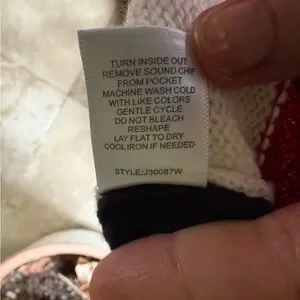 TURN INSIDE OUT
REMOVE SOUND CHIP
FROM POCKET
MACHINE WASH COLD
WITH LIKE COLORS
GENTLE CYCLE
DO NOT BLEACH
RESHAPE
LAY FLAT TO DRY
COOL IRON IF NEEDED
STYLE:J30087W